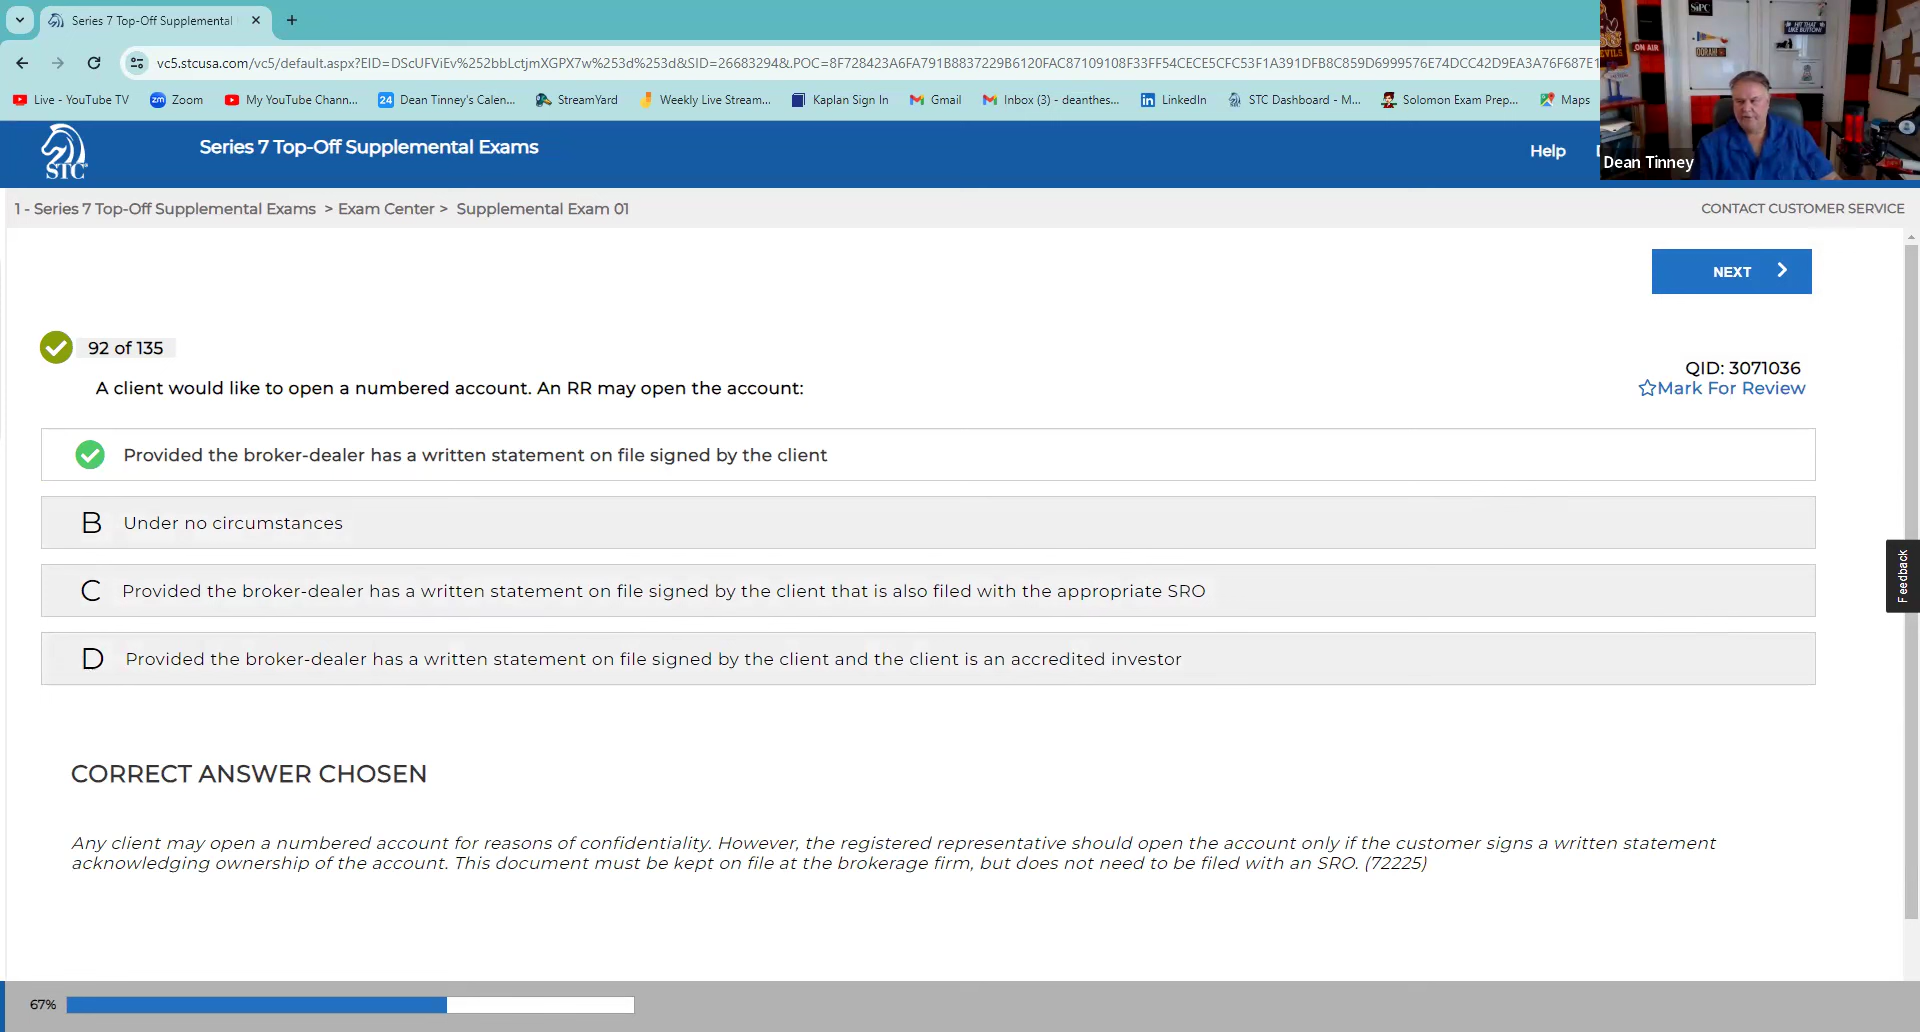 Series 7 Top-Off Supplemental
vc5.stcusa.com/vc5/default.aspx?EID=DScUFViEv%252bbLctjmXGPX7w%253d%253d&SID=26683294&LPOC=8F728423A6FA791B8837229B6120FAC87109108F33FF54CECE5CFC53F1A391DFB8C859D6999576E74DCC42D9EA3A76F687E1
Live - YouTube TV
Zoom
My YouTube Chann...
24 Dean Tinney's Calen...
StreamYard
Weekly Live Stream...
Kaplan Sign In
Gmail
Inbox (3) - deanthes...
LinkedIn
STC Dashboard - M...
Solomon Exam Prep...
Maps
SIPC
HIT THAT
LIKE BUTTON!
ON AIR
Dean Tinney
STC
Series 7 Top-Off Supplemental Exams
Help
1 - Series 7 Top-Off Supplemental Exams > Exam Center > Supplemental Exam 01
CONTACT CUSTOMER SERVICE
NEXT
92 of 135
QID: 3071036
A client would like to open a numbered account. An RR may open the account:
Mark For Review
Provided the broker-dealer has a written statement on file signed by the client
B Under no circumstances
C Provided the broker-dealer has a written statement on file signed by the client that is also filed with the appropriate SRO
D Provided the broker-dealer has a written statement on file signed by the client and the client is an accredited investor
Feedback
CORRECT ANSWER CHOSEN
Any client may open a numbered account for reasons of confidentiality. However, the registered representative should open the account only if the customer signs a written statement
acknowledging ownership of the account. This document must be kept on file at the brokerage firm, but does not need to be filed with an SRO. (72225)
67%